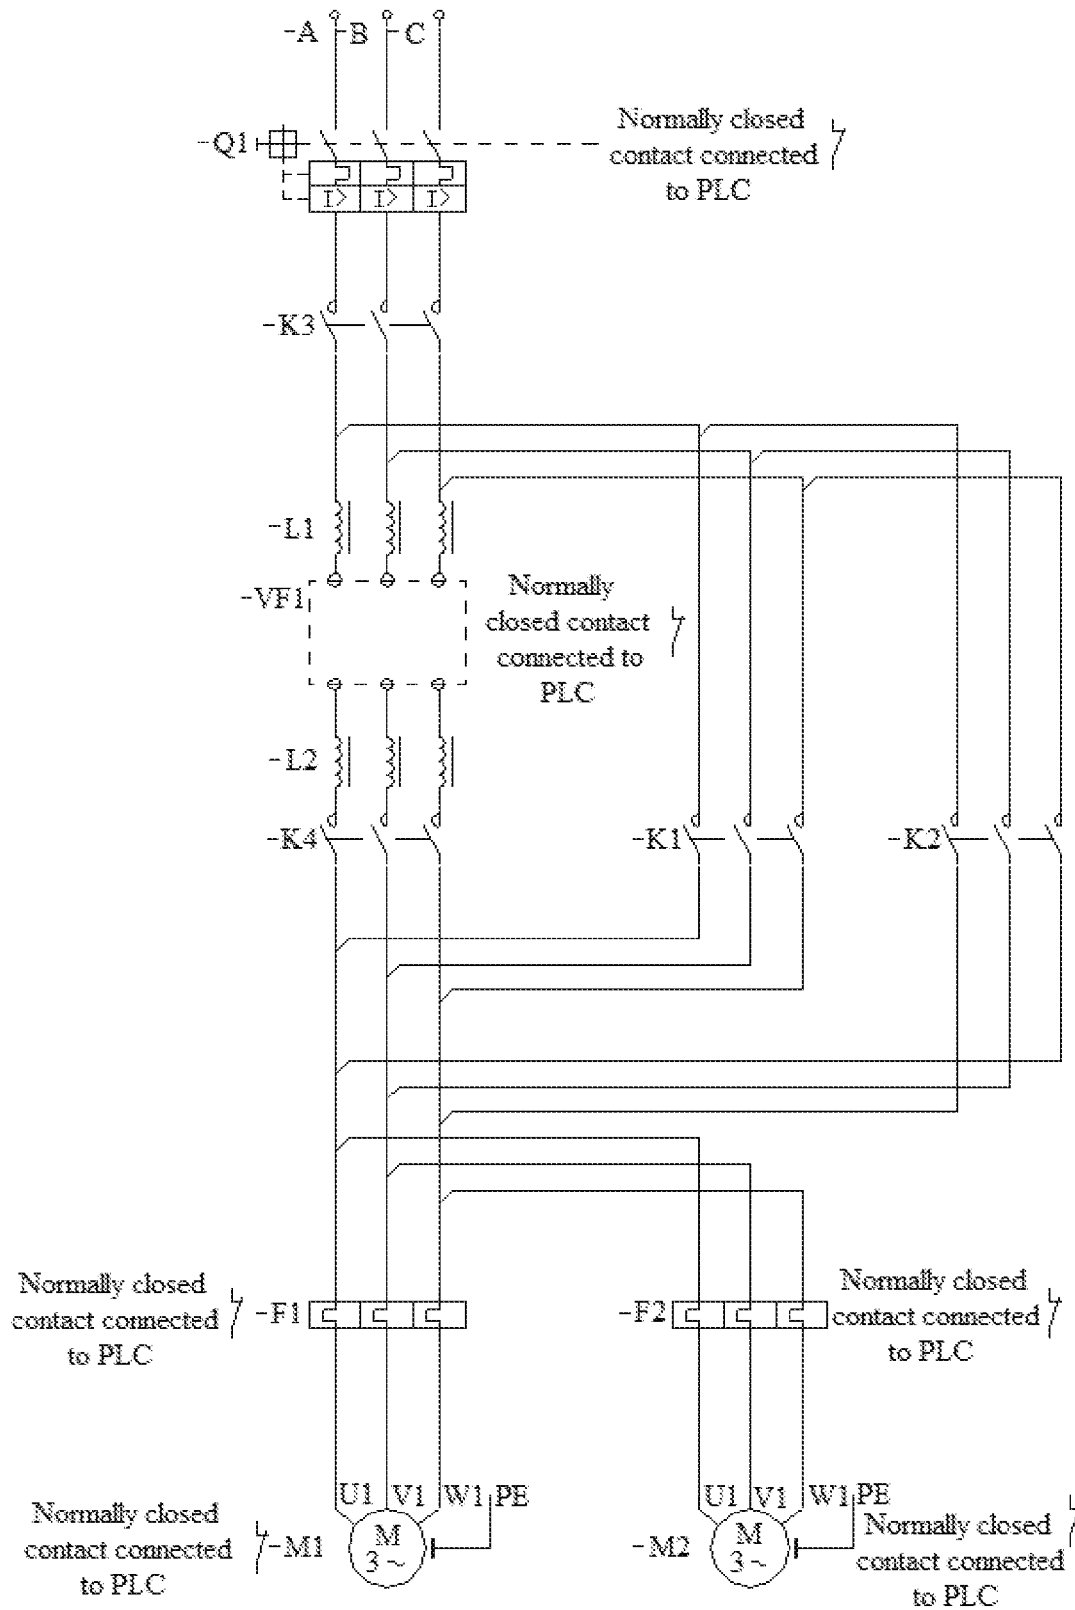 -A -B -C
-Q1
Normally closed
contact connected
to PLC
I> I> I>
-K3
-L1
-VF1
Normally
closed contact
connected to
PLC
-L2
-K4
-K1
-K2
Normally closed
contact connected
to PLC
-F1
-F2
Normally closed
contact connected
to PLC
U1 V1 W1 PE
U1 V1 W1 PE
Normally closed
contact connected
to PLC
-M1
M
3~
-M2
M
3~
Normally closed
contact connected
to PLC